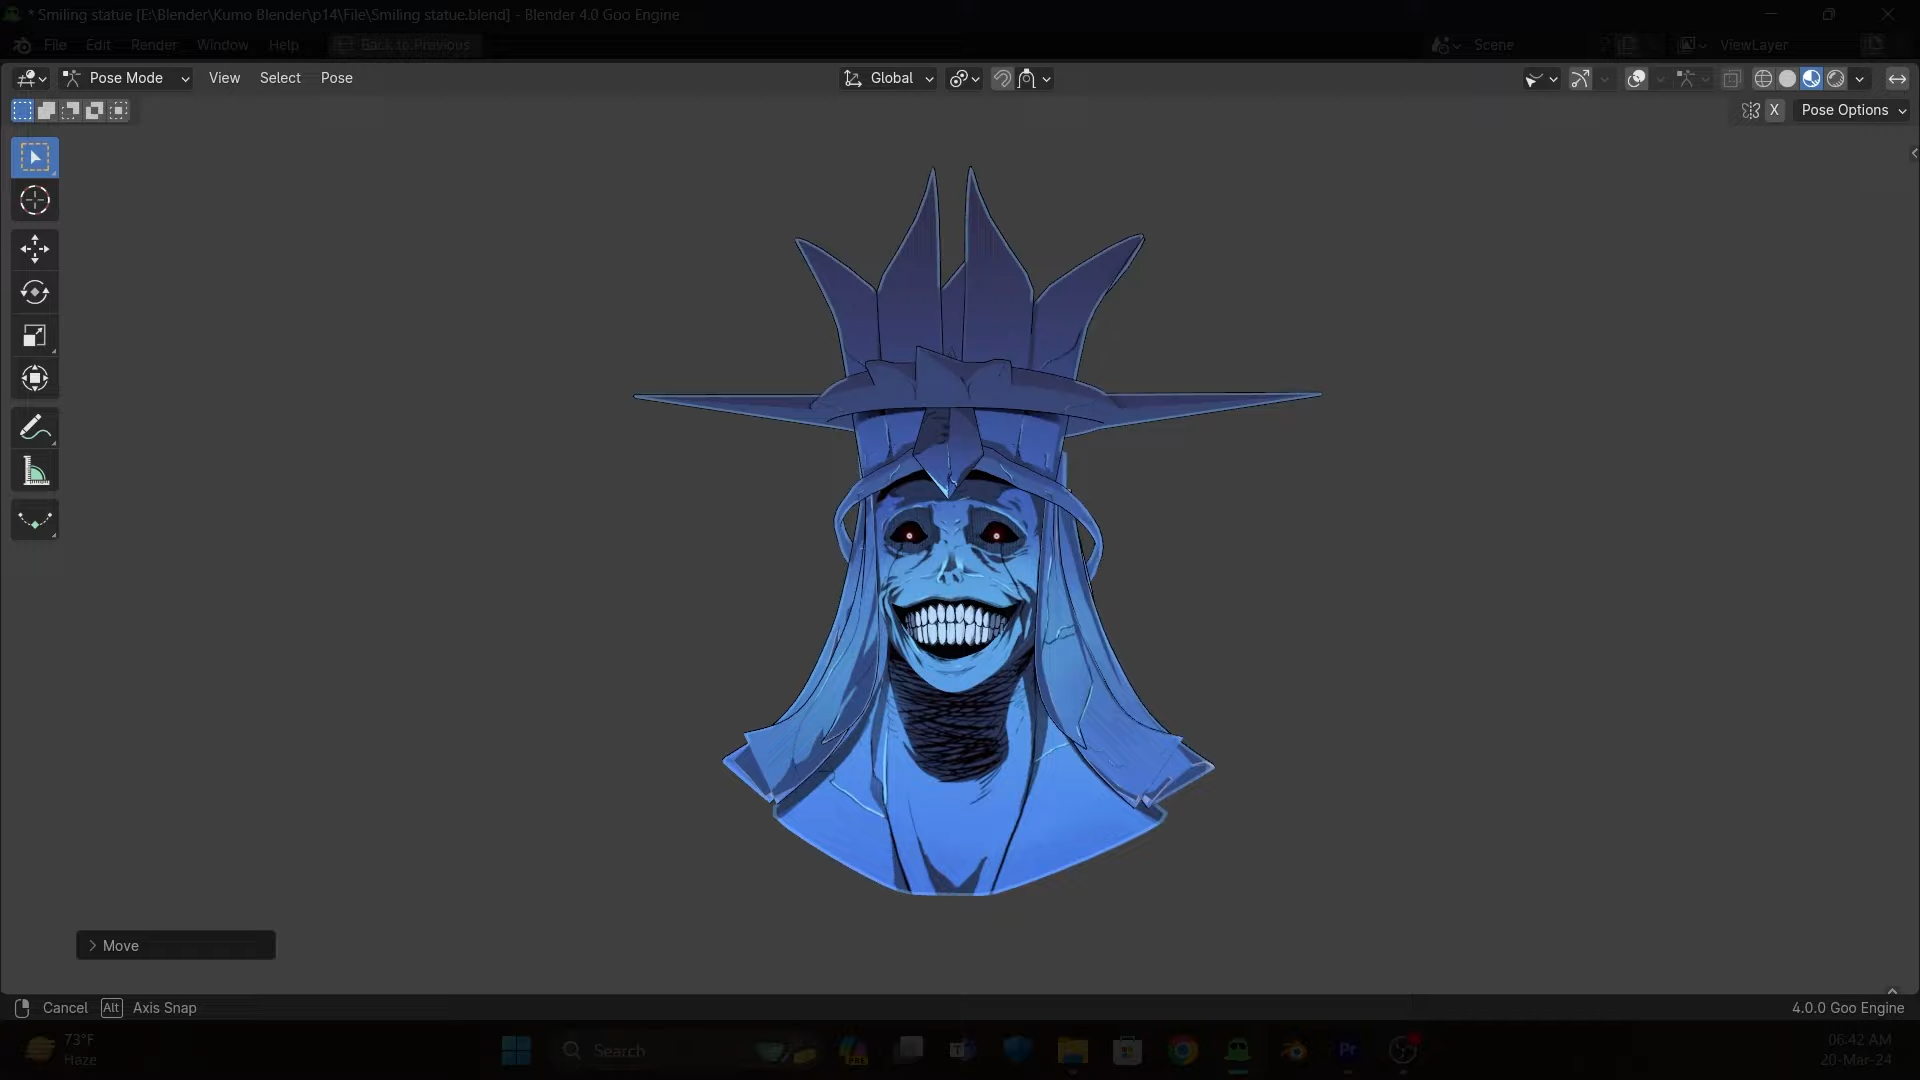 * Smiling statue [E:\Blender\Kumo Blender\p14\File\Smiling statue.blend] - Blender 4.0 Goo Engine
File Edit Render Window Help Back to Previous Scene ViewLayer
Pose Mode View Select Pose Global
X Pose Options
Move
Cancel Alt Axis Snap 4.0.0 Goo Engine
73°F
Haze
Search
PRE
T
Pr
06:42 AM
20-Mar-24